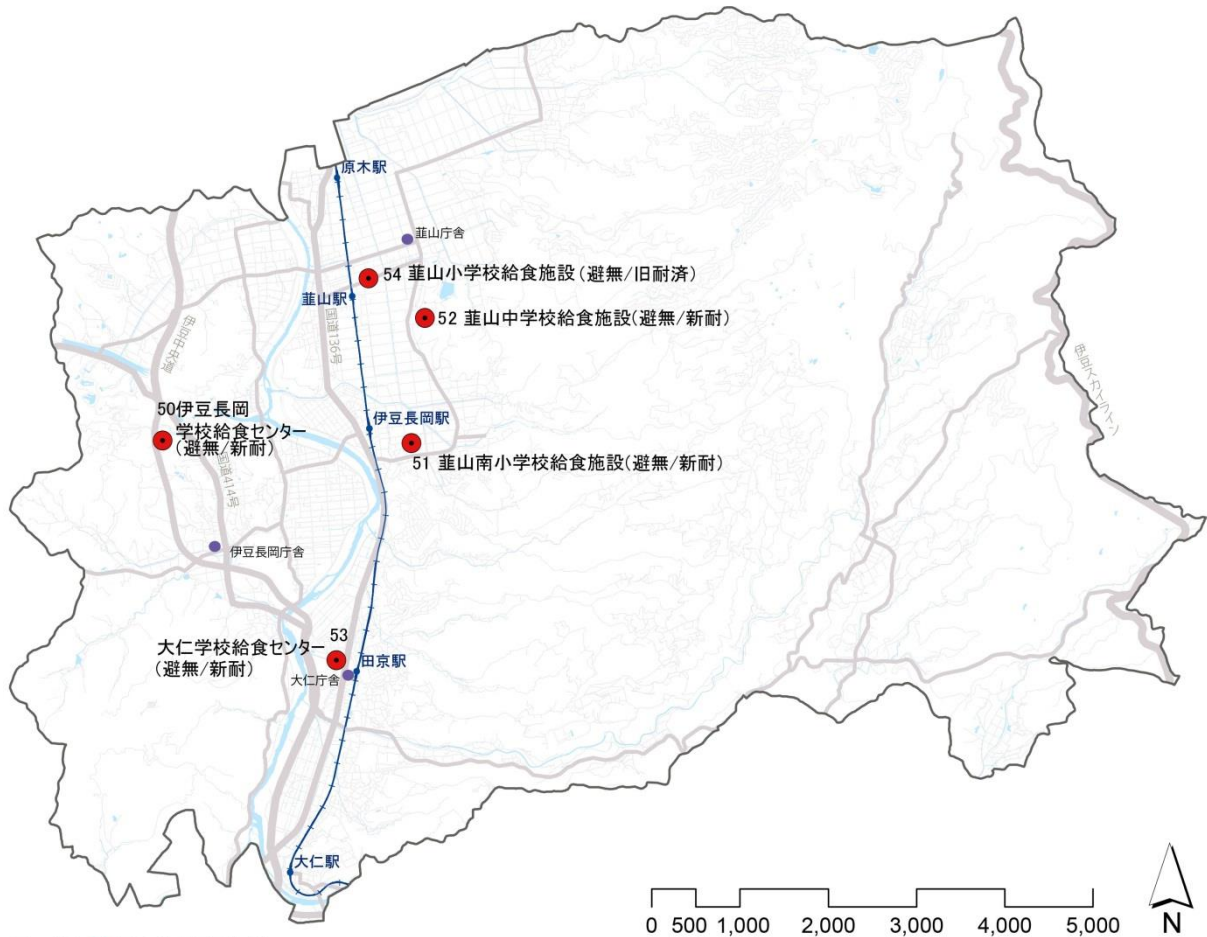 原木駅
韮山庁舎
54 韮山小学校給食施設(避無/旧耐済)
韮山駅
国道136号
52 韮山中学校給食施設(避無/新耐)
伊豆中央道
伊豆スカイライン
50伊豆長岡
学校給食センター
(避無/新耐)
伊豆長岡駅
51 韮山南小学校給食施設(避無/新耐)
国道414号
伊豆長岡庁舎
53
大仁学校給食センター
(避無/新耐)
田京駅
大仁庁舎
大仁駅
0 500 1,000 2,000 3,000 4,000 5,000
N